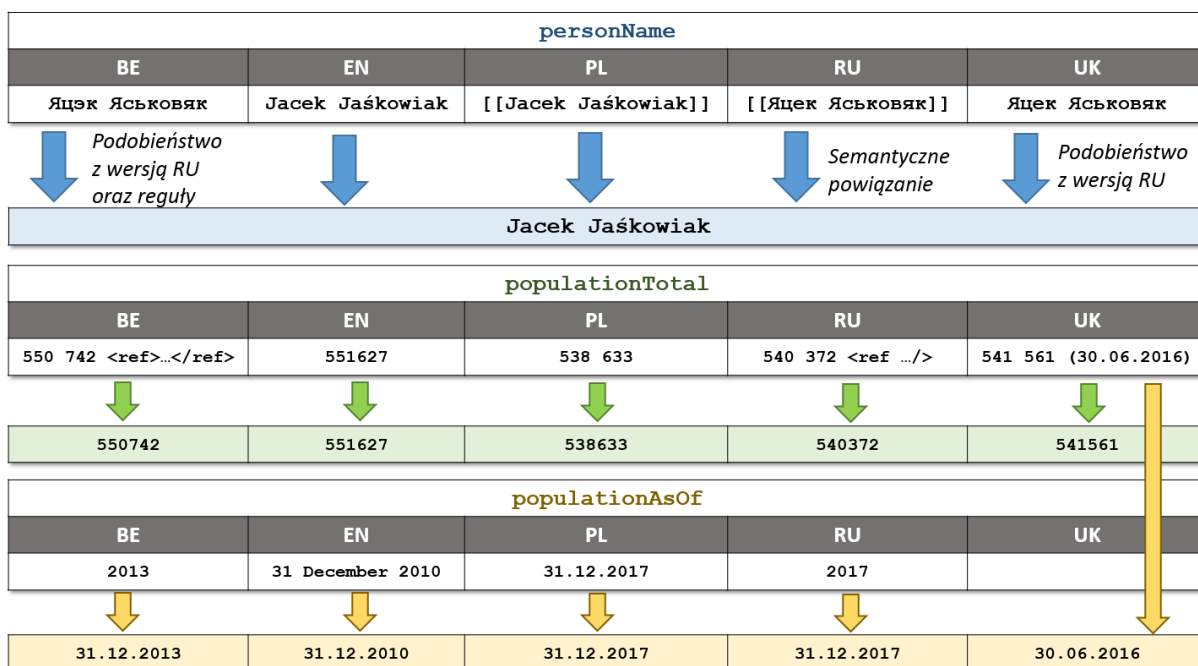 personName
BE EN PL RU UK
Яцэк Яськовяк Jacek Jaśkowiak [[Jacek Jaśkowiak]] [[Яцек Яськовяк]] Яцек Яськовяк
Podobieństwo
z wersją RU
oraz reguły
Semantyczne
powiązanie
Podobieństwo
z wersją RU
Jacek Jaśkowiak
populationTotal
BE EN PL RU UK
550 742 <ref>…</ref> 551627 538 633 540 372 <ref …/> 541 561 (30.06.2016)
550742 551627 538633 540372 541561
populationAsOf
BE EN PL RU UK
2013 31 December 2010 31.12.2017 2017
31.12.2013 31.12.2010 31.12.2017 31.12.2017 30.06.2016